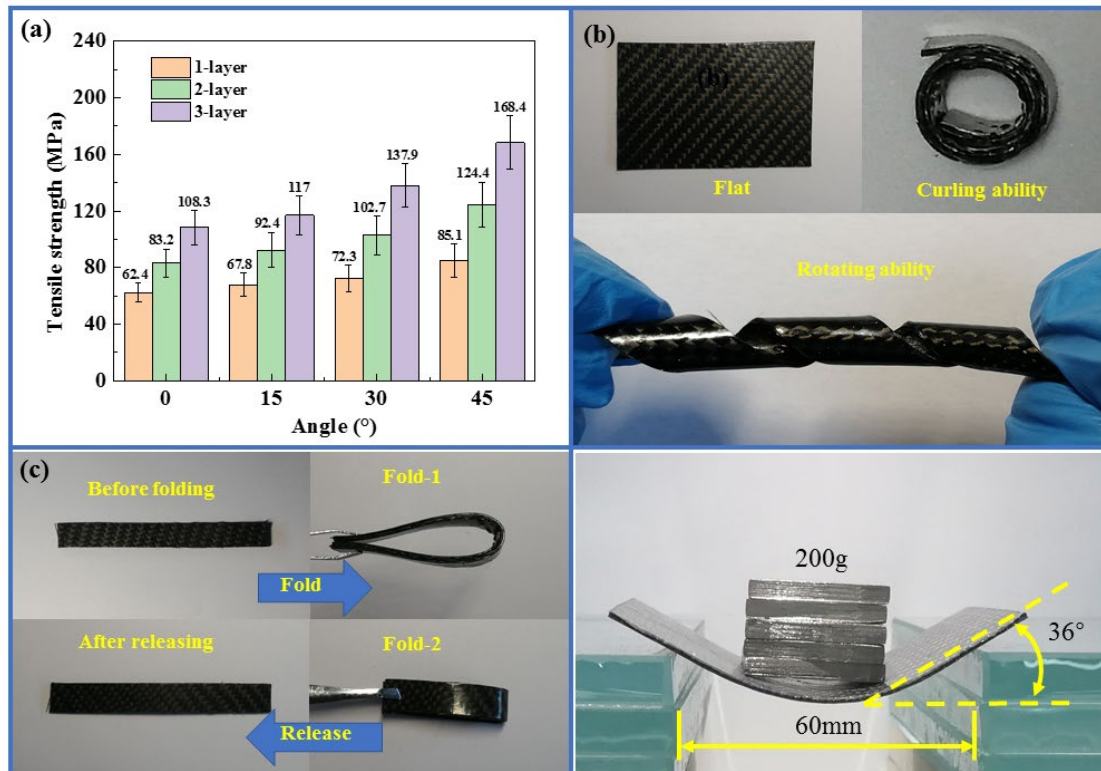 (a)
240
200
160
120
80
40
0
Tensile strength (MPa)
1-layer
2-layer
3-layer
62.4
83.2
108.3
67.8
92.4
117
72.3
102.7
137.9
85.1
124.4
168.4
0 15 30 45
Angle (°)
(b)
(b)
Flat
Curling ability
Rotating ability
(c)
Before folding
Fold-1
Fold
After releasing
Fold-2
Release
200g
36°
60mm